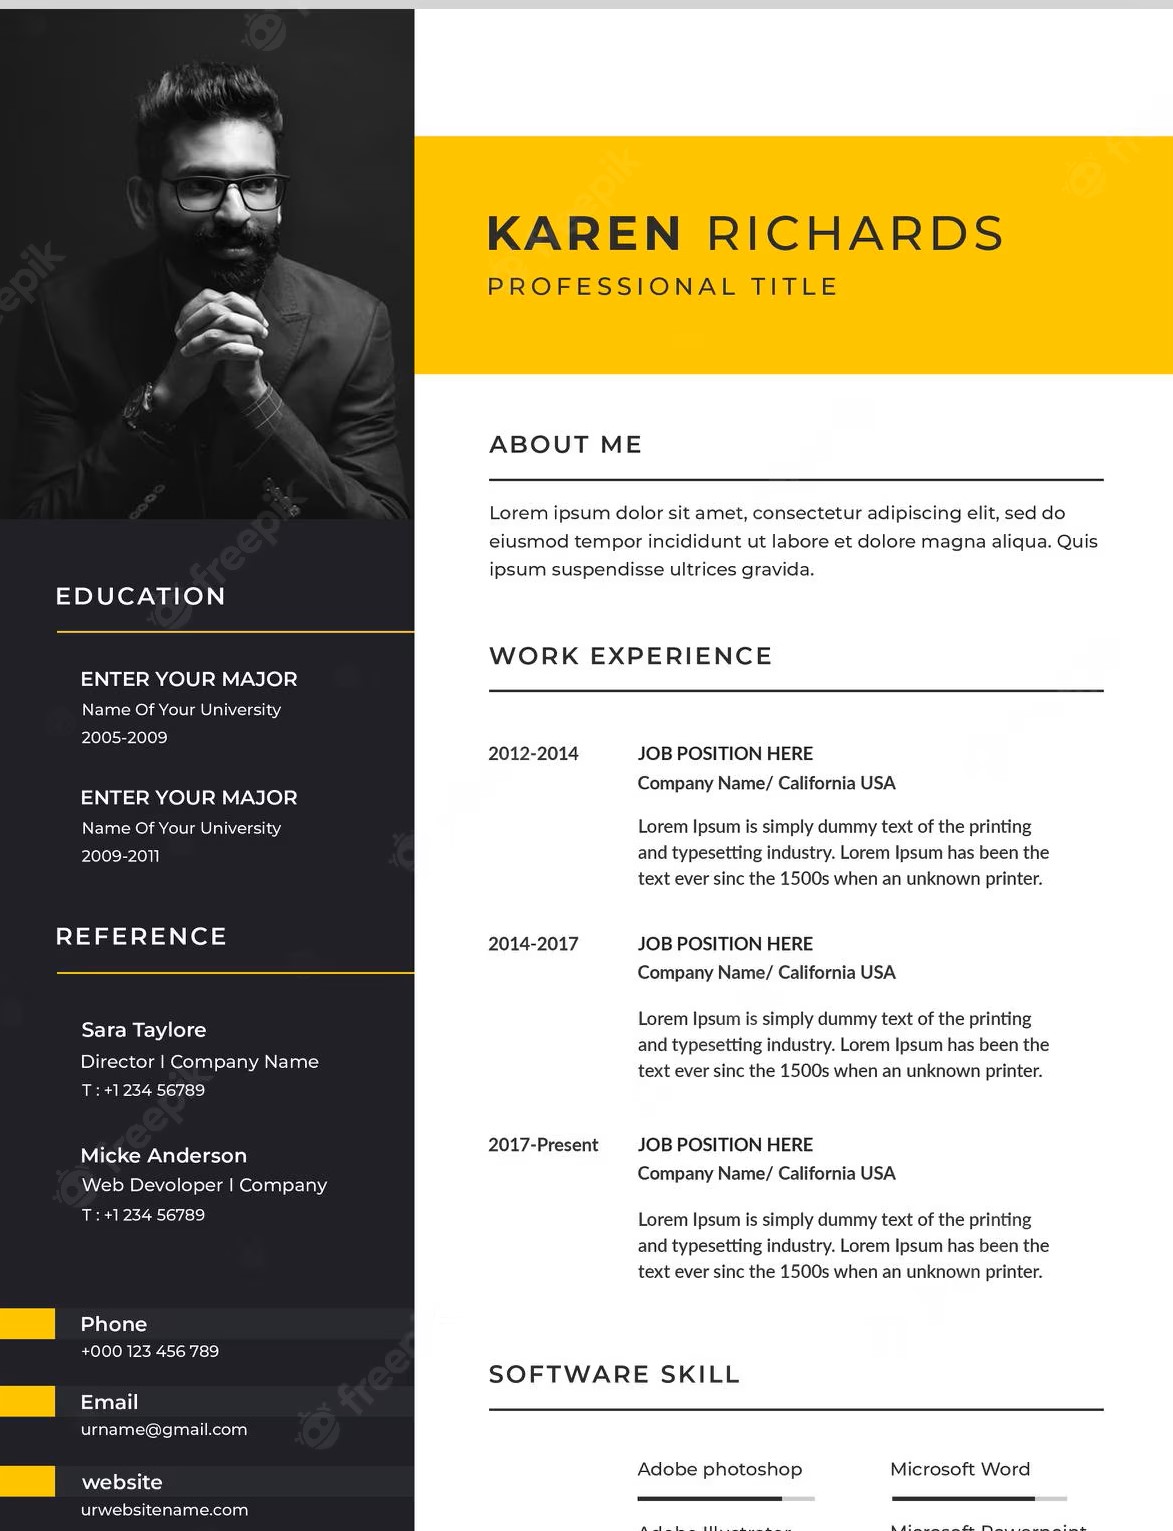 KAREN RICHARDS
PROFESSIONAL TITLE
ABOUT ME
Lorem ipsum dolor sit amet, consectetur adipiscing elit, sed do
eiusmod tempor incididunt ut labore et dolore magna aliqua. Quis
ipsum suspendisse ultrices gravida.
WORK EXPERIENCE
2012-2014
JOB POSITION HERE
Company Name/ California USA
Lorem Ipsum is simply dummy text of the printing
and typesetting industry. Lorem Ipsum has been the
text ever sinc the 1500s when an unknown printer.
2014-2017
JOB POSITION HERE
Company Name/ California USA
Lorem Ipsum is simply dummy text of the printing
and typesetting industry. Lorem Ipsum has been the
text ever sinc the 1500s when an unknown printer.
2017-Present
JOB POSITION HERE
Company Name/ California USA
Lorem Ipsum is simply dummy text of the printing
and typesetting industry. Lorem Ipsum has been the
text ever sinc the 1500s when an unknown printer.
SOFTWARE SKILL
Adobe photoshop
Microsoft Word
EDUCATION
ENTER YOUR MAJOR
Name Of Your University
2005-2009
ENTER YOUR MAJOR
Name Of Your University
2009-2011
REFERENCE
Sara Taylore
Director I Company Name
T : +1 234 56789
Micke Anderson
Web Devoloper I Company
T : +1 234 56789
Phone
+000 123 456 789
Email
urname@gmail.com
website
urwebsitename.com
freepik
freepik
freepik